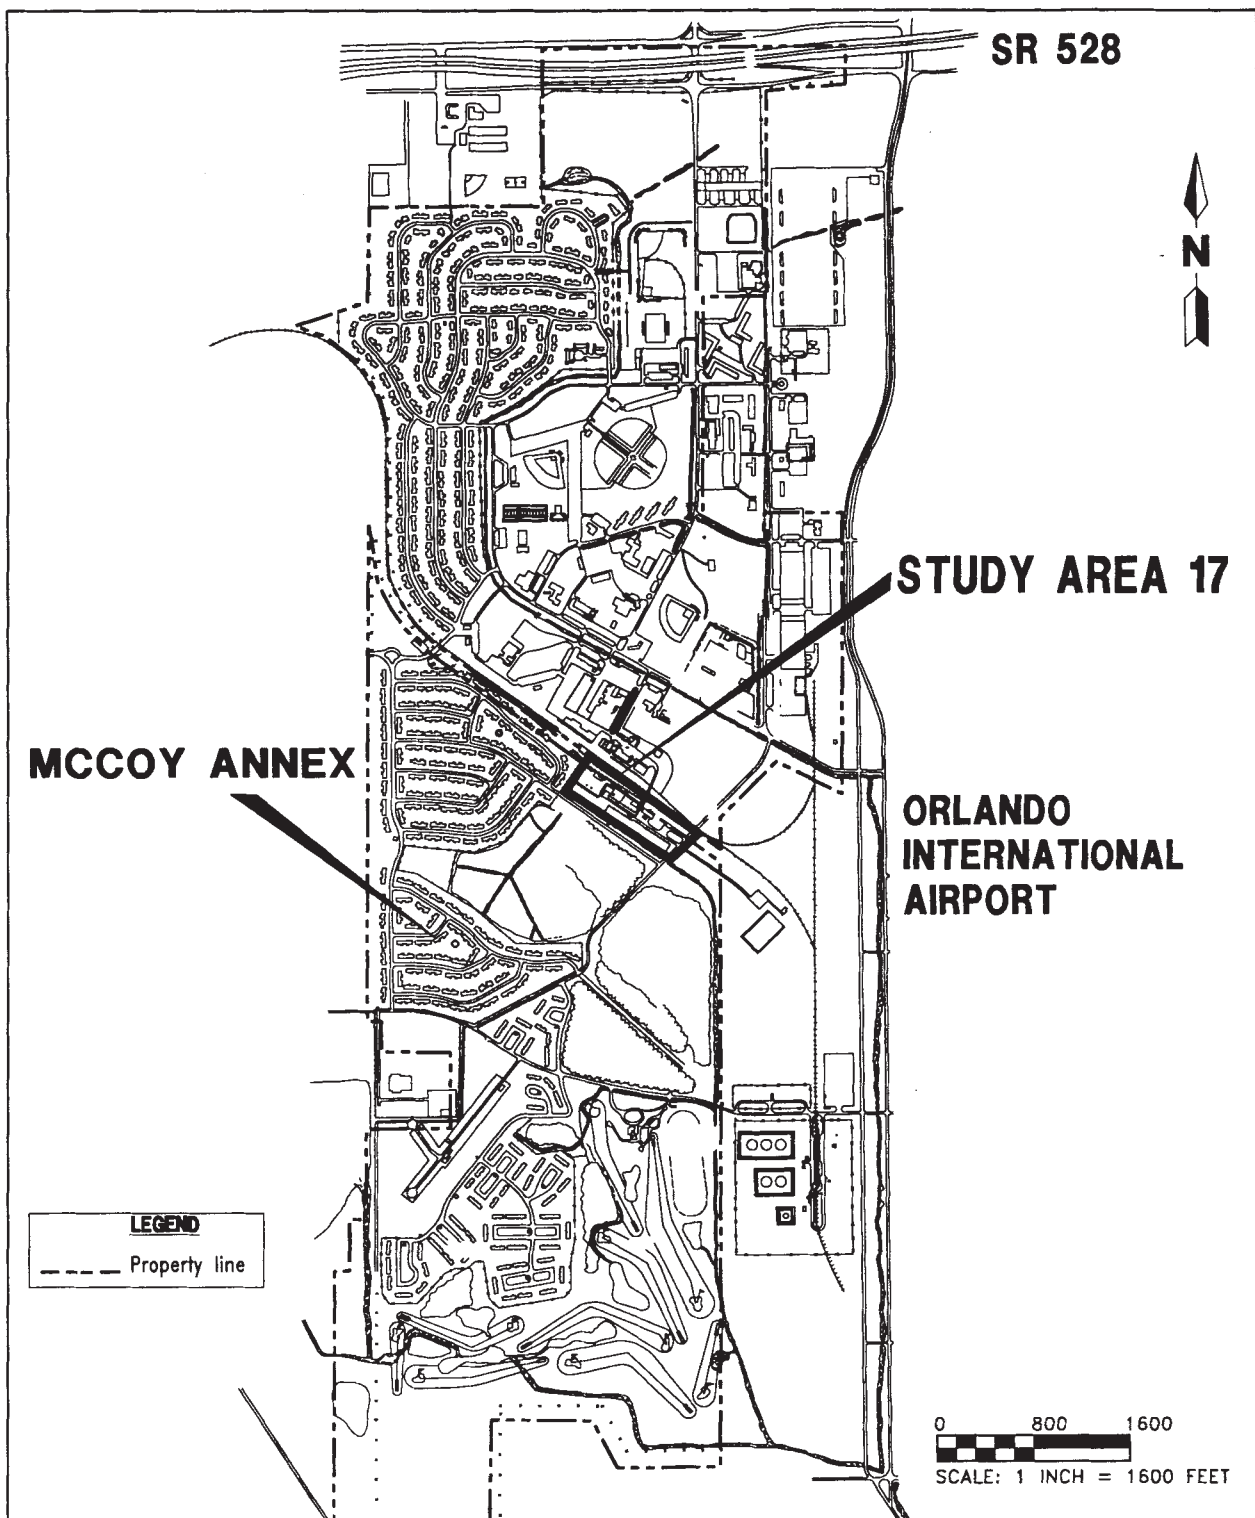 SR 528
N
STUDY AREA 17
MCCOY ANNEX
ORLANDO
INTERNATIONAL
AIRPORT
LEGEND
Property line
0 800 1600
SCALE: 1 INCH = 1600 FEET